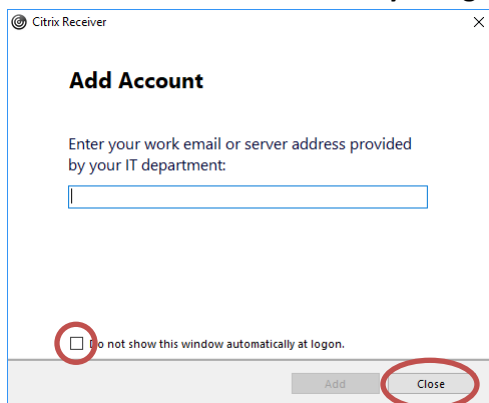 Citrix Receiver
Add Account
Enter your work email or server address provided
by your IT department:
Do not show this window automatically at logon.
Add
Close